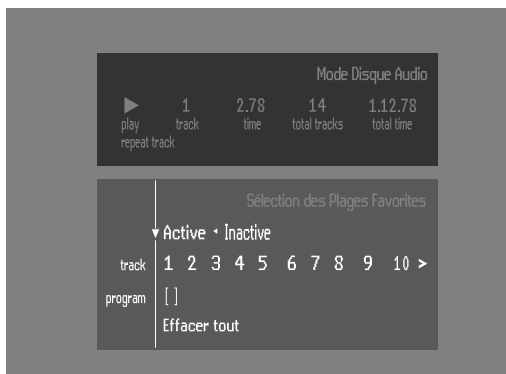 Mode Disque Audio
1 2.78 14 1.12.78
play track time total tracks total time
repeat track
Sélection des Plages Favorites
Active Inactive
track 1 2 3 4 5 6 7 8 9 10 >
program [ ]
Effacer tout